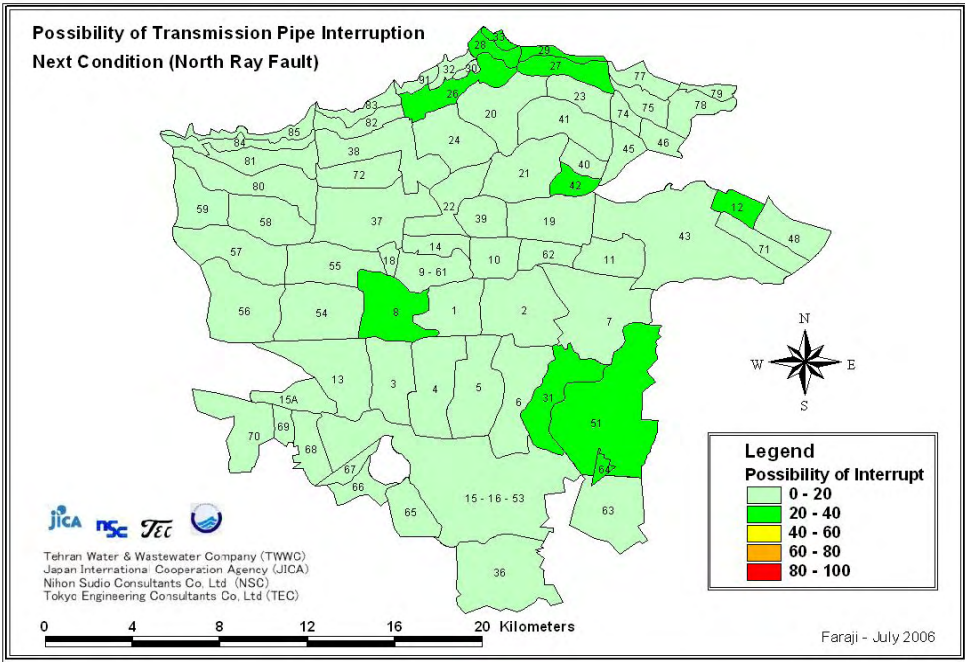 Possibility of Transmission Pipe Interruption
Next Condition (North Ray Fault)
33
28
29
91
32
30
27
77
26
23
79
83
75
78
20
74
82
41
85
24
46
84
38
45
81
40
72
21
42
80
59
22
12
58
37
39
19
43
48
57
14
71
55
18
9 - 61
10
62
11
56
54
8
1
2
7
N
W
E
S
13
3
4
5
6
31
15A
51
69
70
68
67
64
66
15 - 16 - 53
65
63
36
Legend
Possibility of Interrupt
0 - 20
20 - 40
40 - 60
60 - 80
80 - 100
JICA
NSC
TEC
Tehran Water & Wastewater Company (TWWC)
Japan International Cooperation Agency (JICA)
Nihon Sudio Consultants Co, Ltd (NSC)
Tokyo Engineering Consultants Co, Ltd (TEC)
0 4 8 12 16 20 Kilometers
Faraji - July 2006